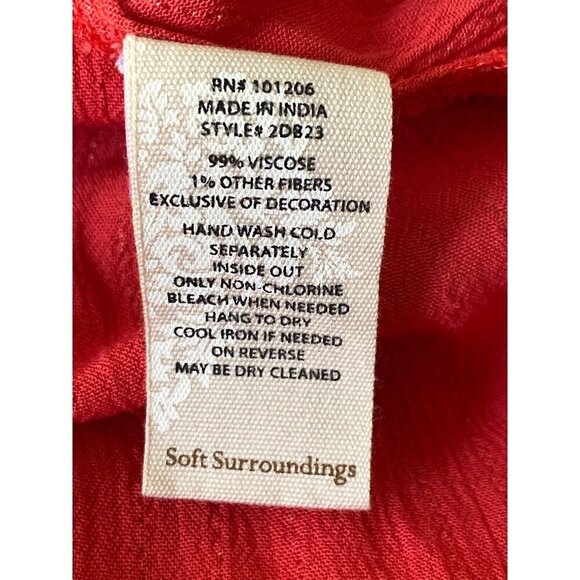 RN# 101206
MADE IN INDIA
STYLE# 2DB23
99% VISCOSE
1% OTHER FIBERS
EXCLUSIVE OF DECORATION
HAND WASH COLD
SEPARATELY
INSIDE OUT
ONLY NON-CHLORINE
BLEACH WHEN NEEDED
HANG TO DRY
COOL IRON IF NEEDED
ON REVERSE
MAY BE DRY CLEANED
Soft Surroundings